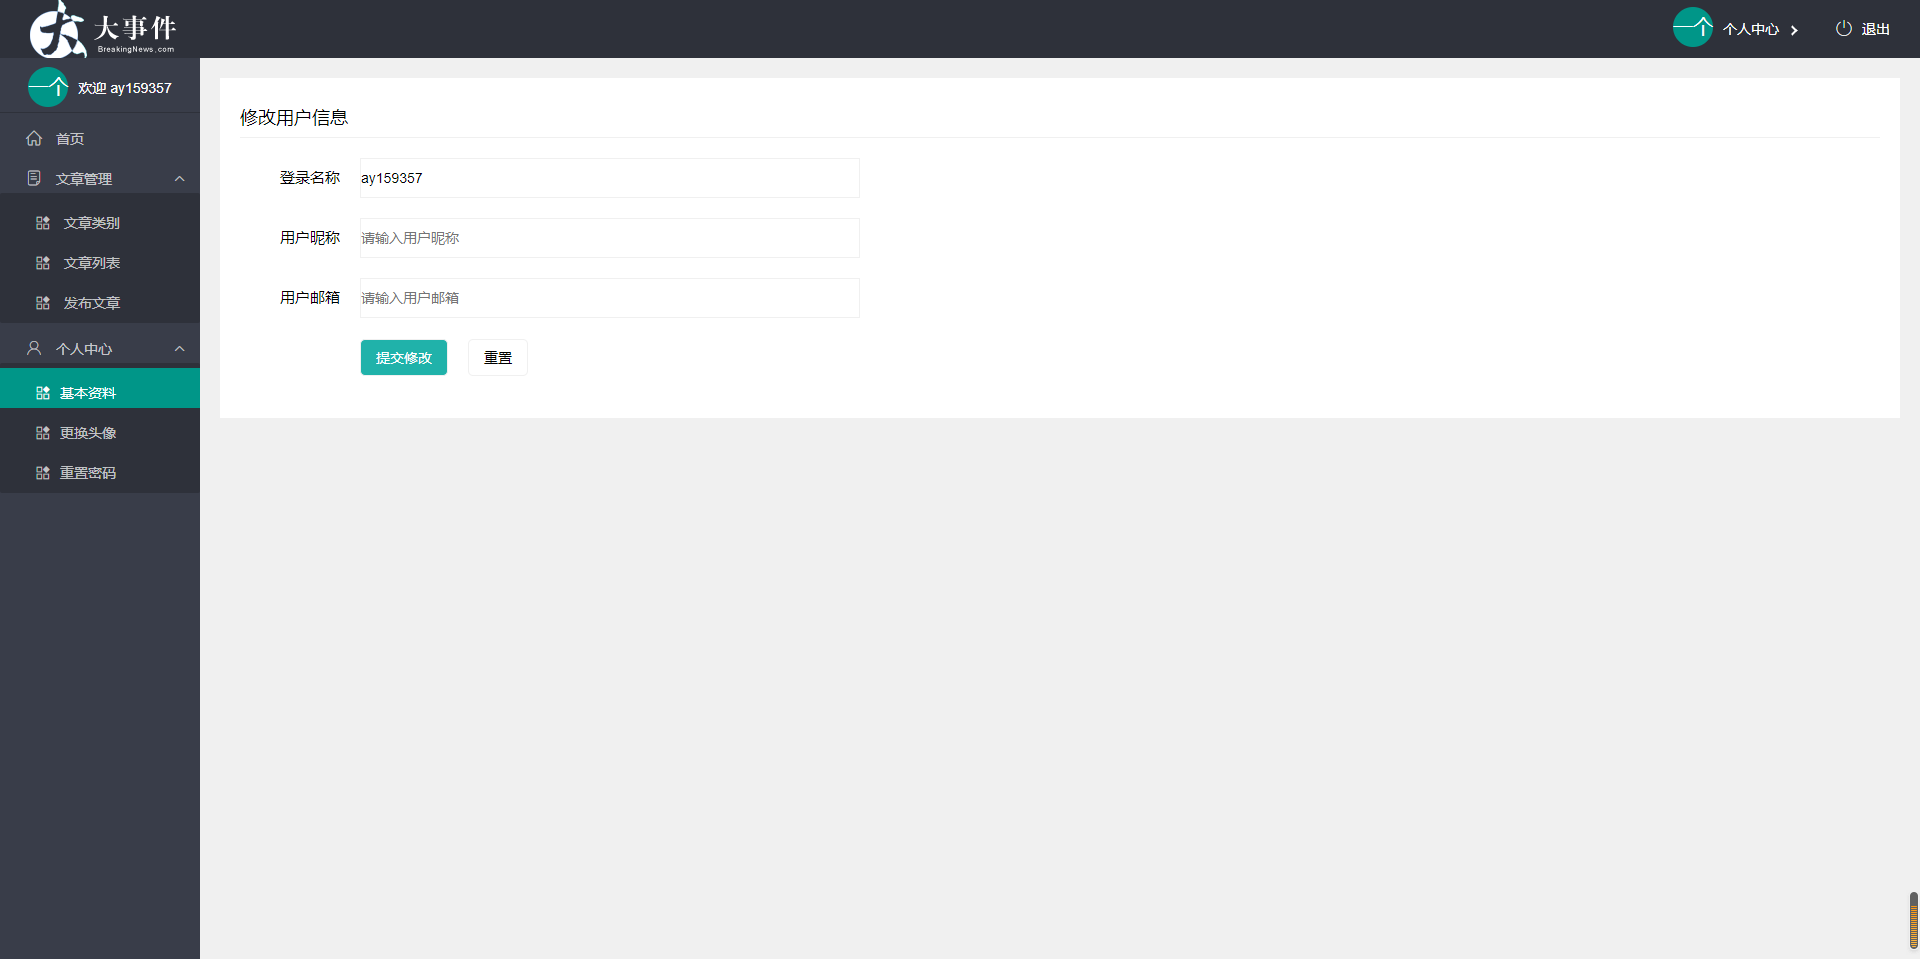 大事件
BreakingNews.com
个人中心
退出
欢迎 ay159357
首页
文章管理
文章类别
文章列表
发布文章
个人中心
基本资料
更换头像
重置密码
修改用户信息
登录名称 ay159357
用户昵称 请输入用户昵称
用户邮箱 请输入用户邮箱
提交修改 重置